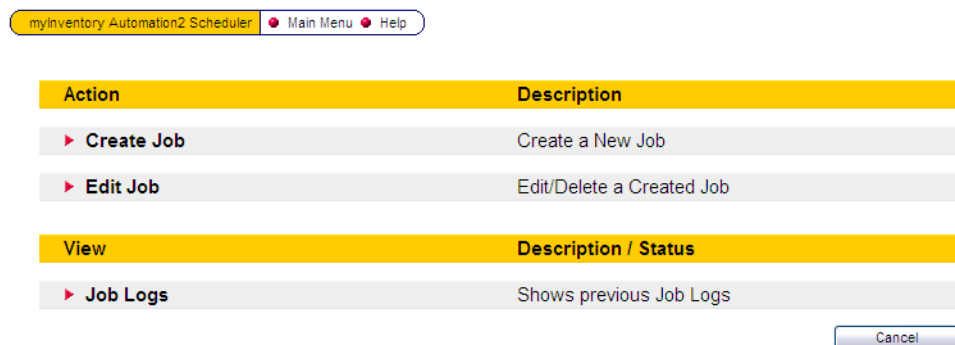 myInventory Automation2 Scheduler Main Menu Help
Action Description
Create Job Create a New Job
Edit Job Edit/Delete a Created Job
View Description / Status
Job Logs Shows previous Job Logs
Cancel